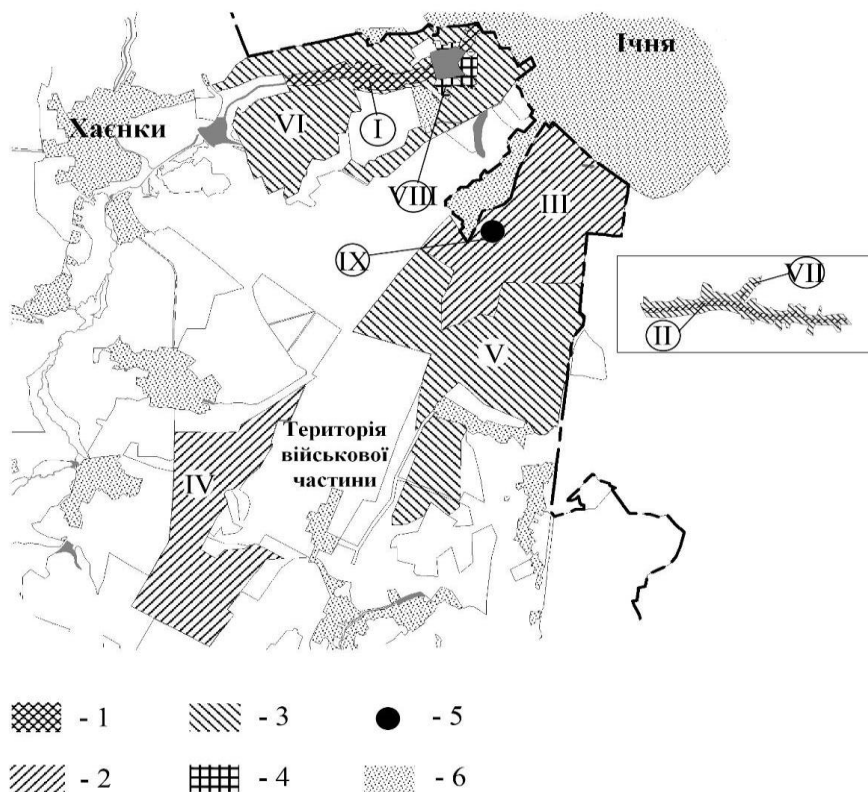 Ічня
Хаєнки
VI
I
VIII
III
IX
VII
II
V
Територія
військової
частини
IV
- 1
- 3
- 5
- 2
- 4
- 6